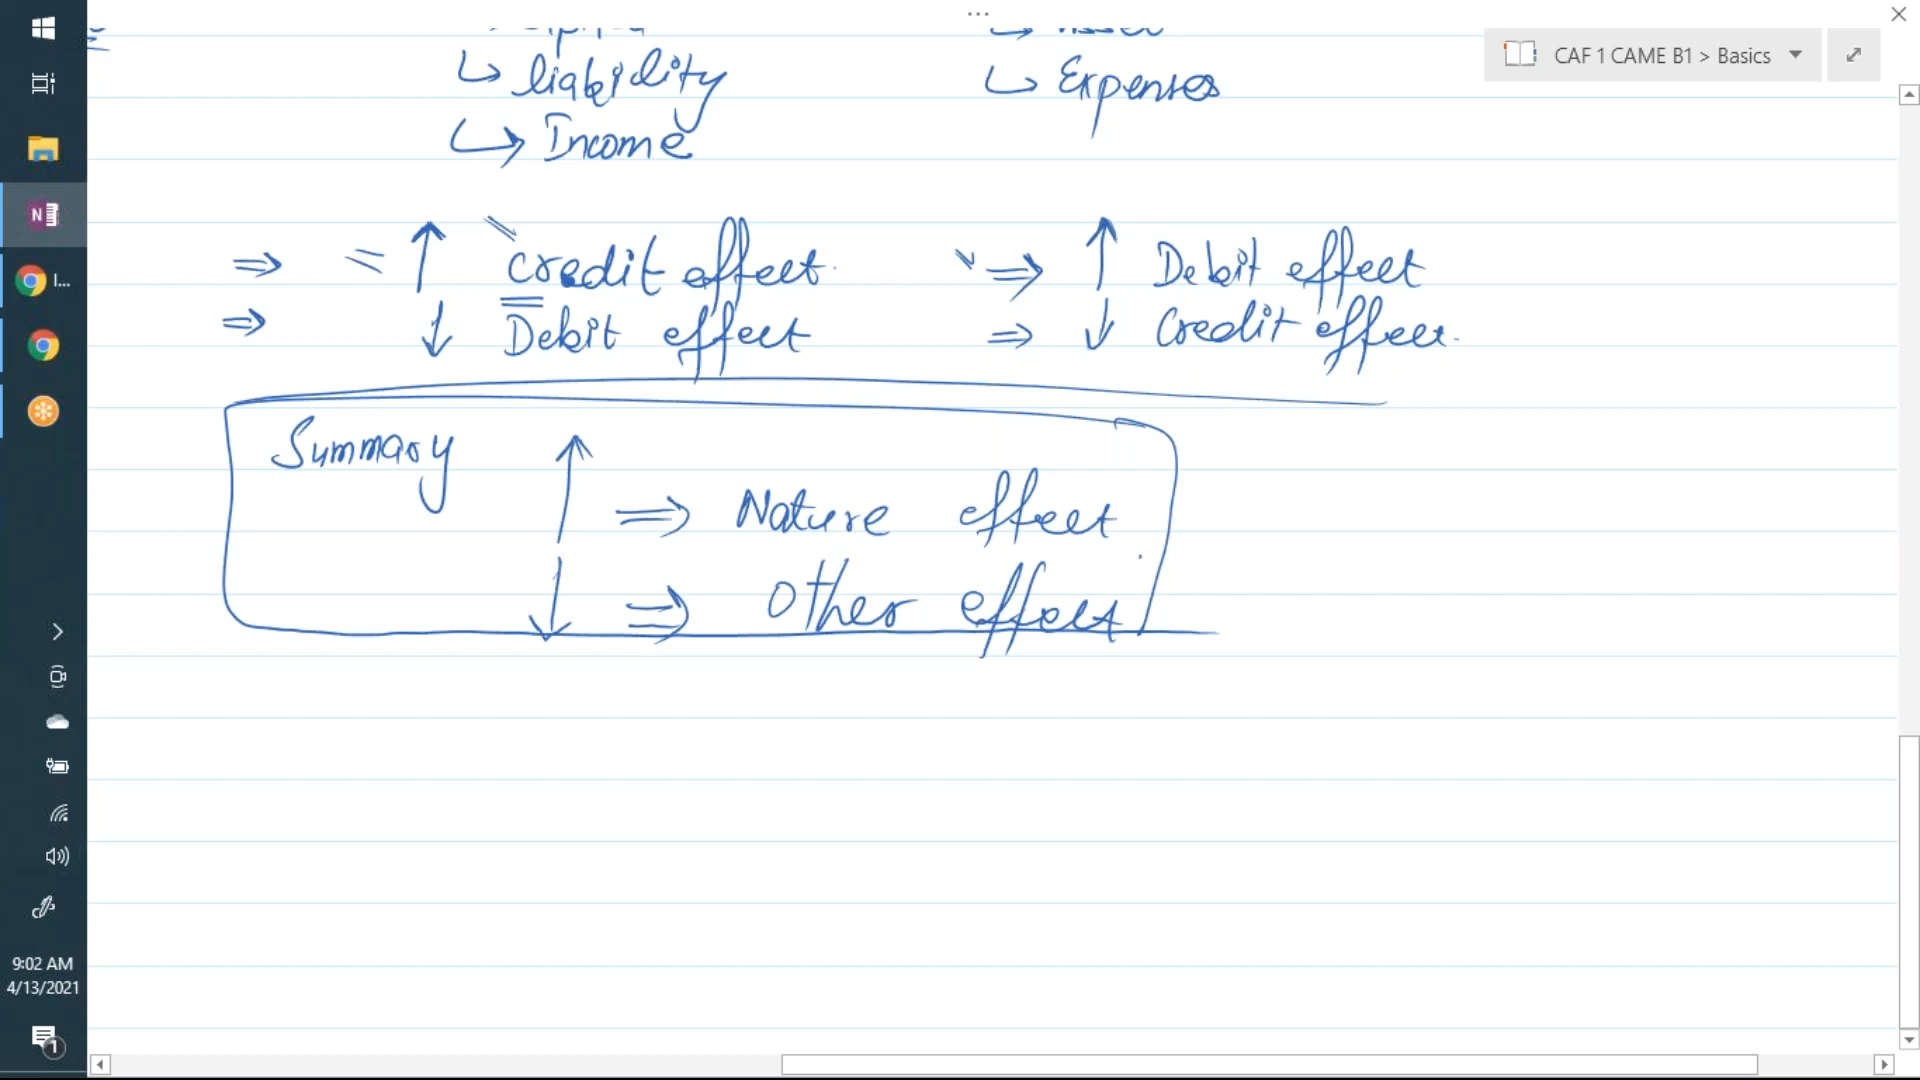 CAF 1 CAME B1 > Basics
↳ liability ↳ Expenses
↳ Income
⇒ ↑ Credit effect. ⇒ ↑ Debit effect
⇒ ↓ Debit effect ⇒ ↓ Credit effect.
Summary ↑ ⇒ Nature effect
↓ ⇒ Other effect
9:02 AM
4/13/2021
1